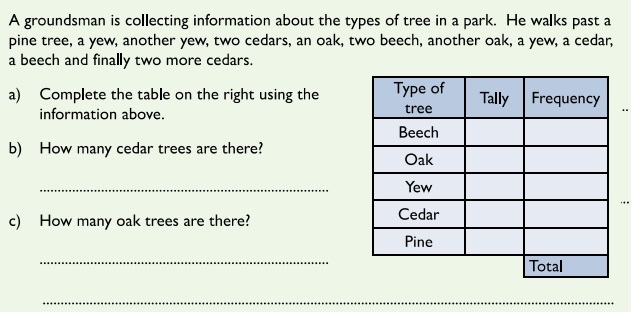 A groundsman is collecting information about the types of tree in a park. He walks past a
pine tree, a yew, another yew, two cedars, an oak, two beech, another oak, a yew, a cedar,
a beech and finally two more cedars.
a) Complete the table on the right using the
information above.
b) How many cedar trees are there?
c) How many oak trees are there?
Type of
tree
Tally
Frequency
Beech
Oak
Yew
Cedar
Pine
Total